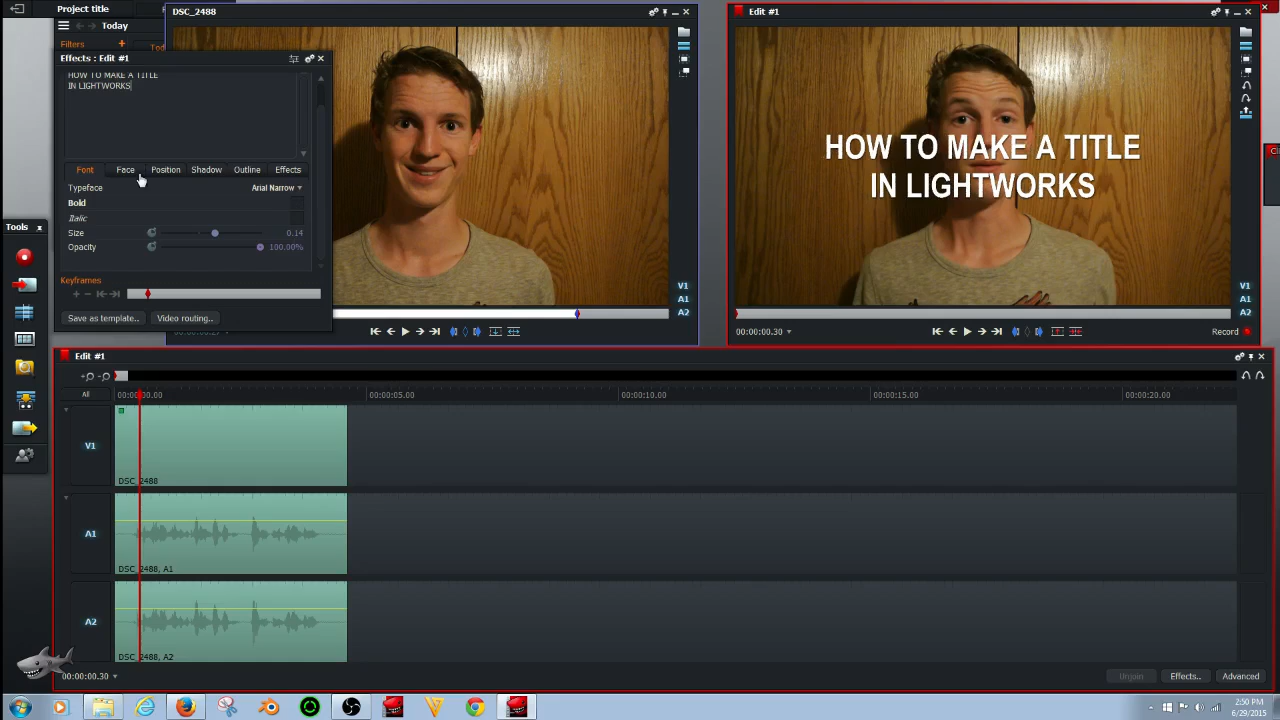 Project title
Today
Filters
Tod
DSC_2488
Edit #1
Effects : Edit #1
HOW TO MAKE A TITLE
IN LIGHTWORKS
Font Face Position Shadow Outline Effects
Typeface Arial Narrow
Bold
Italic
Size 0.14
Opacity 100.00%
Keyframes
Save as template.. Video routing..
HOW TO MAKE A TITLE
IN LIGHTWORKS
V1
A1
A2
V1
A1
A2
00:00:00.30
Record
Tools
Edit #1
All
00:00:00.00 00:00:05.00 00:00:10.00 00:00:15.00 00:00:20.00
V1
DSC_2488
A1
DSC_2488, A1
A2
DSC_2488, A2
00:00:00.30
Unjoin Effects.. Advanced
2:50 PM
6/29/2015